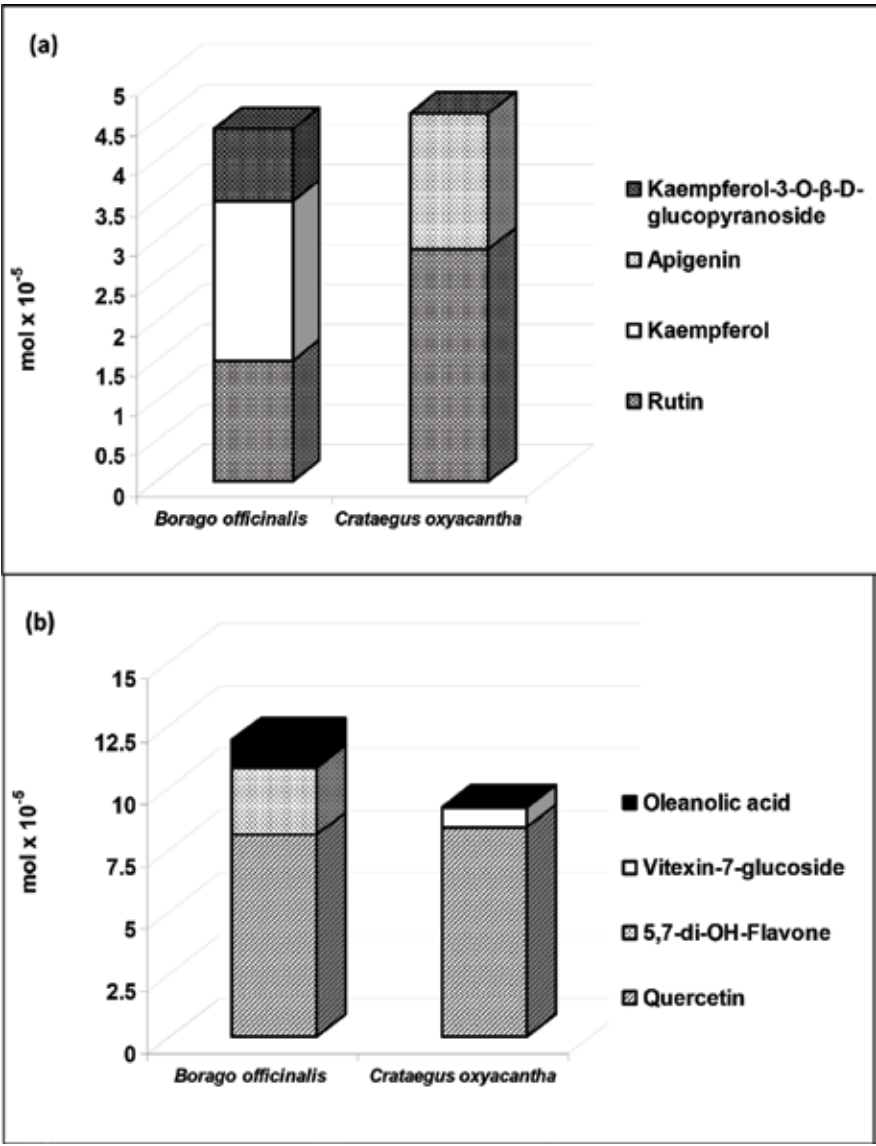 (a)
mol x 10⁻⁵
5
4.5
4
3.5
3
2.5
2
1.5
1
0.5
0
Borago officinalis
Crataegus oxyacantha
Kaempferol-3-O-β-D-
glucopyranoside
Apigenin
Kaempferol
Rutin
(b)
mol x 10⁻⁵
15
12.5
10
7.5
5
2.5
0
Borago officinalis
Crataegus oxyacantha
Oleanolic acid
Vitexin-7-glucoside
5,7-di-OH-Flavone
Quercetin